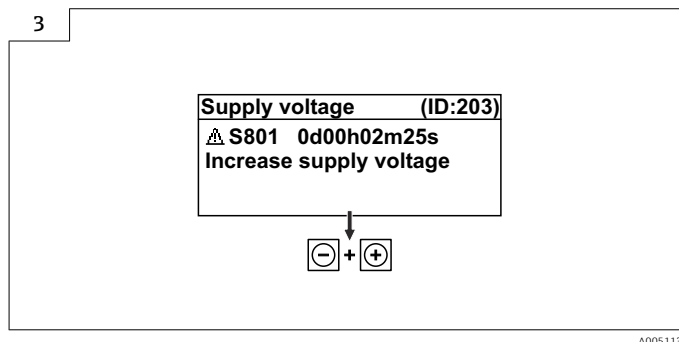 3
Supply voltage (ID:203)
⚠ S801 0d00h02m25s
Increase supply voltage
- + +